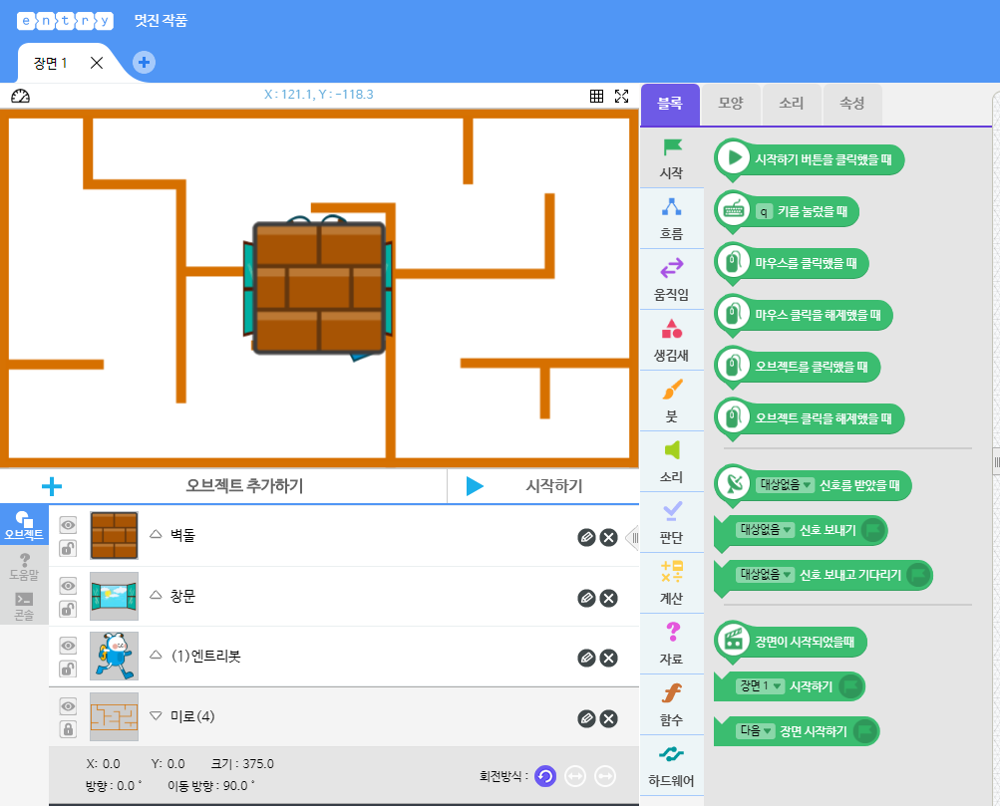 entry 멋진 작품
장면 1
X : 121.1, Y : -118.3
블록 모양 소리 속성
시작
흐름
움직임
생김새
붓
소리
판단
계산
자료
함수
하드웨어
시작하기 버튼을 클릭했을 때
q 키를 눌렀을 때
마우스를 클릭했을 때
마우스 클릭을 해제했을 때
오브젝트를 클릭했을 때
오브젝트 클릭을 해제했을 때
대상없음 신호를 받았을 때
대상없음 신호 보내기
대상없음 신호 보내고 기다리기
장면이 시작되었을때
장면 1 시작하기
다음 장면 시작하기
오브젝트 추가하기 시작하기
오브젝트
도움말
콘솔
벽돌
창문
(1)엔트리봇
미로(4)
X: 0.0 Y: 0.0 크기 : 375.0
방향 : 0.0 ° 이동 방향 : 90.0 °
회전방식 :